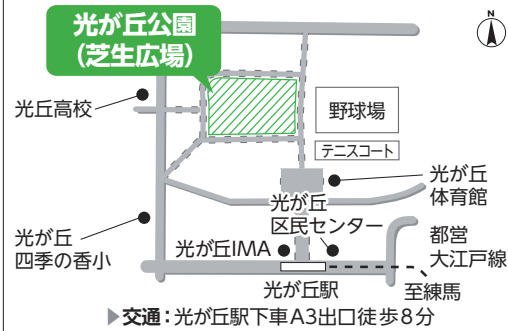 光が丘公園
（芝生広場）
N
光丘高校
野球場
テニスコート
光が丘
体育館
光が丘
区民センター
光が丘
四季の香小
光が丘IMA
都営
大江戸線
光が丘駅
至練馬
▶交通：光が丘駅下車A3出口徒歩８分